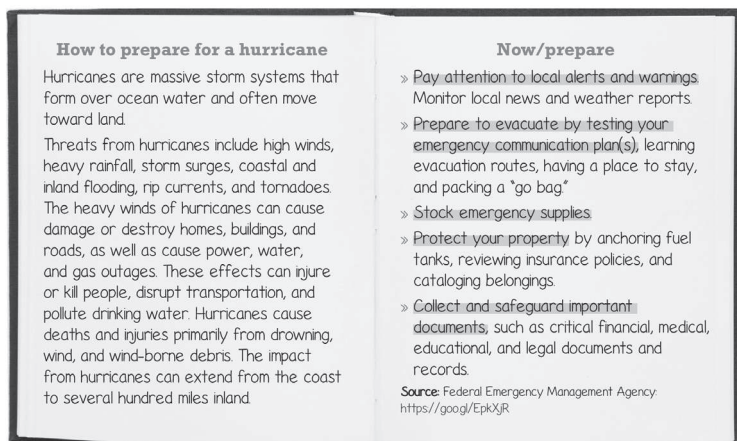 How to prepare for a hurricane
Hurricanes are massive storm systems that
form over ocean water and often move
toward land.
Threats from hurricanes include high winds,
heavy rainfall, storm surges, coastal and
inland flooding, rip currents, and tornadoes.
The heavy winds of hurricanes can cause
damage or destroy homes, buildings, and
roads, as well as cause power, water,
and gas outages. These effects can injure
or kill people, disrupt transportation, and
pollute drinking water. Hurricanes cause
deaths and injuries primarily from drowning,
wind, and wind-borne debris. The impact
from hurricanes can extend from the coast
to several hundred miles inland.
Now/prepare
» Pay attention to local alerts and warnings.
Monitor local news and weather reports.
» Prepare to evacuate by testing your
emergency communication plan(s), learning
evacuation routes, having a place to stay,
and packing a “go bag.”
» Stock emergency supplies.
» Protect your property by anchoring fuel
tanks, reviewing insurance policies, and
cataloging belongings.
» Collect and safeguard important
documents, such as critical financial, medical,
educational, and legal documents and
records.
Source: Federal Emergency Management Agency:
https://goo.gl/EpkXjR